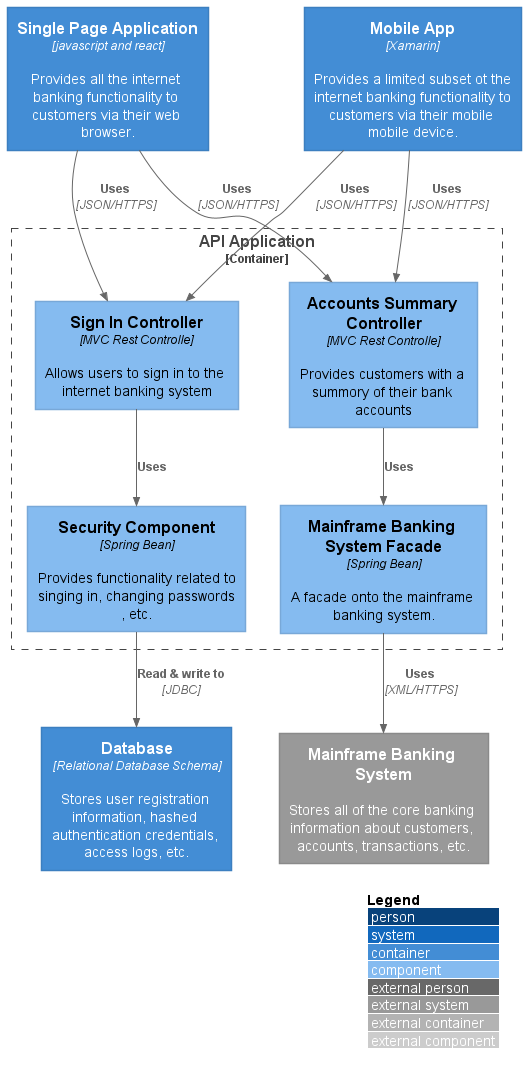 Single Page Application
[javascript and react]
Provides all the internet
banking functionality to
customers via their web
browser.
Mobile App
[Xamarin]
Provides a limited subset ot the
internet banking functionality to
customers via their mobile
mobile device.
Uses
[JSON/HTTPS]
Uses
[JSON/HTTPS]
Uses
[JSON/HTTPS]
Uses
[JSON/HTTPS]
API Application
[Container]
Sign In Controller
[MVC Rest Controlle]
Allows users to sign in to the
internet banking system
Accounts Summary
Controller
[MVC Rest Controlle]
Provides customers with a
summory of their bank
accounts
Uses
Uses
Security Component
[Spring Bean]
Provides functionality related to
singing in, changing passwords
, etc.
Mainframe Banking
System Facade
[Spring Bean]
A facade onto the mainframe
banking system.
Read & write to
[JDBC]
Uses
[XML/HTTPS]
Database
[Relational Database Schema]
Stores user registration
information, hashed
authentication credentials,
access logs, etc.
Mainframe Banking
System
Stores all of the core banking
information about customers,
accounts, transactions, etc.
Legend
person
system
container
component
external person
external system
external container
external component